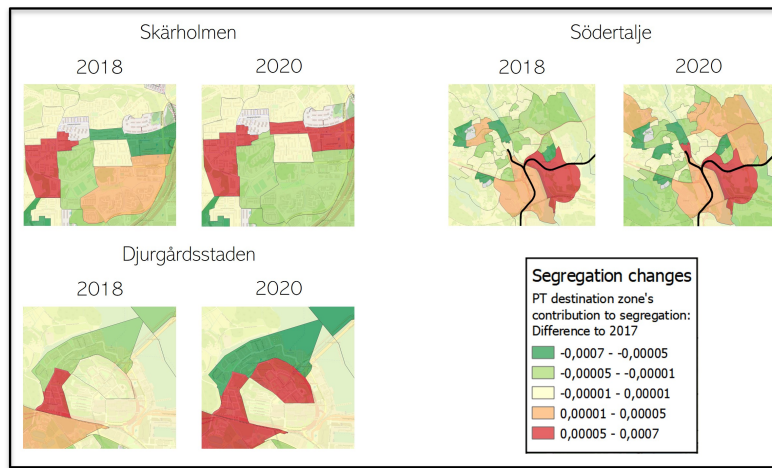 Skärholmen
2018
2020
Södertalje
2018
2020
Djurgårdsstaden
2018
2020
Segregation changes
PT destination zone's
contribution to segregation:
Difference to 2017
-0,0007 - -0,00005
-0,00005 - -0,00001
-0,00001 - 0,00001
0,00001 - 0,00005
0,00005 - 0,0007